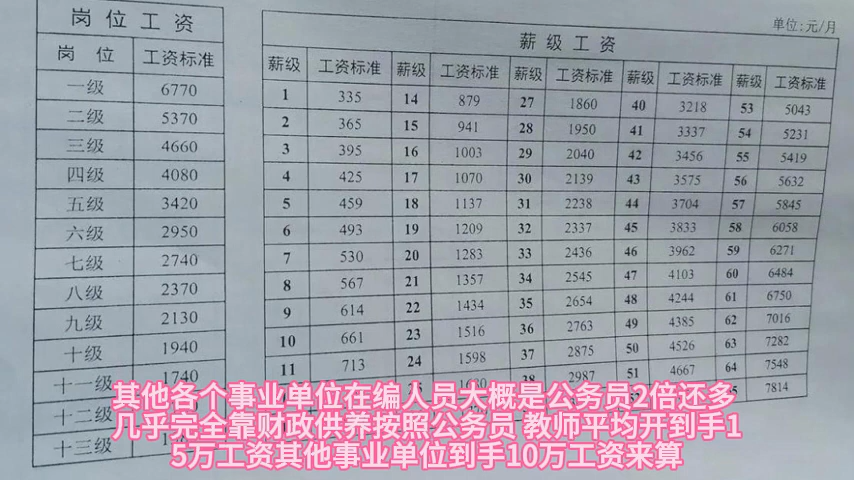 岗位工资
岗 位 工资标准
一级 6770
二级 5370
三级 4660
四级 4080
五级 3420
六级 2950
七级 2740
八级 2370
九级 2130
十级 1940
十一级 1740
十二级
十三级
单位:元/月
薪级工资
薪级 工资标准 薪级 工资标准 薪级 工资标准 薪级 工资标准 薪级 工资标准
1 335 14 879 27 1860 40 3218 53 5043
2 365 15 941 28 1950 41 3337 54 5231
3 395 16 1003 29 2040 42 3456 55 5419
4 425 17 1070 30 2139 43 3575 56 5632
5 459 18 1137 31 2238 44 3704 57 5845
6 493 19 1209 32 2337 45 3833 58 6058
7 530 20 1283 33 2436 46 3962 59 6271
8 567 21 1357 34 2545 47 4103 60 6484
9 614 22 1434 35 2654 48 4244 61 6750
10 661 23 1516 36 2763 49 4385 62 7016
11 713 24 1598 37 2875 50 4526 63 7282
2987 51 4667 64 7548
7814
其他各个事业单位在编人员大概是公务员2倍还多
几乎完全靠财政供养按照公务员 教师平均开到手1
5万工资其他事业单位到手10万工资来算